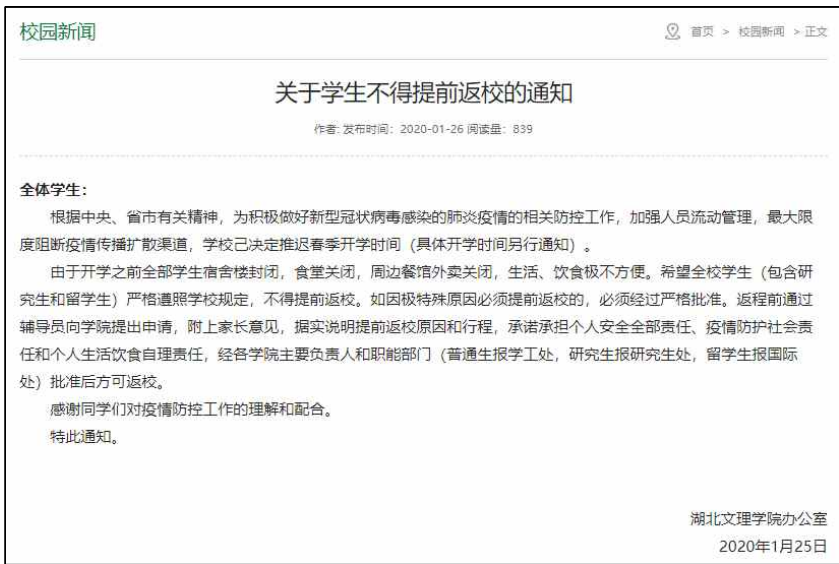 校园新闻
首页 > 校园新闻 > 正文
关于学生不得提前返校的通知
作者: 发布时间：2020-01-26 阅读量：839
全体学生：
根据中央、省市有关精神，为积极做好新型冠状病毒感染的肺炎疫情的相关防控工作，加强人员流动管理，最大限
度阻断疫情传播扩散渠道，学校已决定推迟春季开学时间（具体开学时间另行通知）。
由于开学之前全部学生宿舍楼封闭，食堂关闭，周边餐馆外卖关闭，生活、饮食极不方便。希望全校学生（包含研
究生和留学生）严格遵照学校规定，不得提前返校。如因极特殊原因必须提前返校的，必须经过严格批准。返程前通过
辅导员向学院提出申请，附上家长意见，据实说明提前返校原因和行程，承诺承担个人安全全部责任、疫情防护社会责
任和个人生活饮食自理责任，经各学院主要负责人和职能部门（普通生报学工处，研究生报研究生处，留学生报国际
处）批准后方可返校。
感谢同学们对疫情防控工作的理解和配合。
特此通知。
湖北文理学院办公室
2020年1月25日